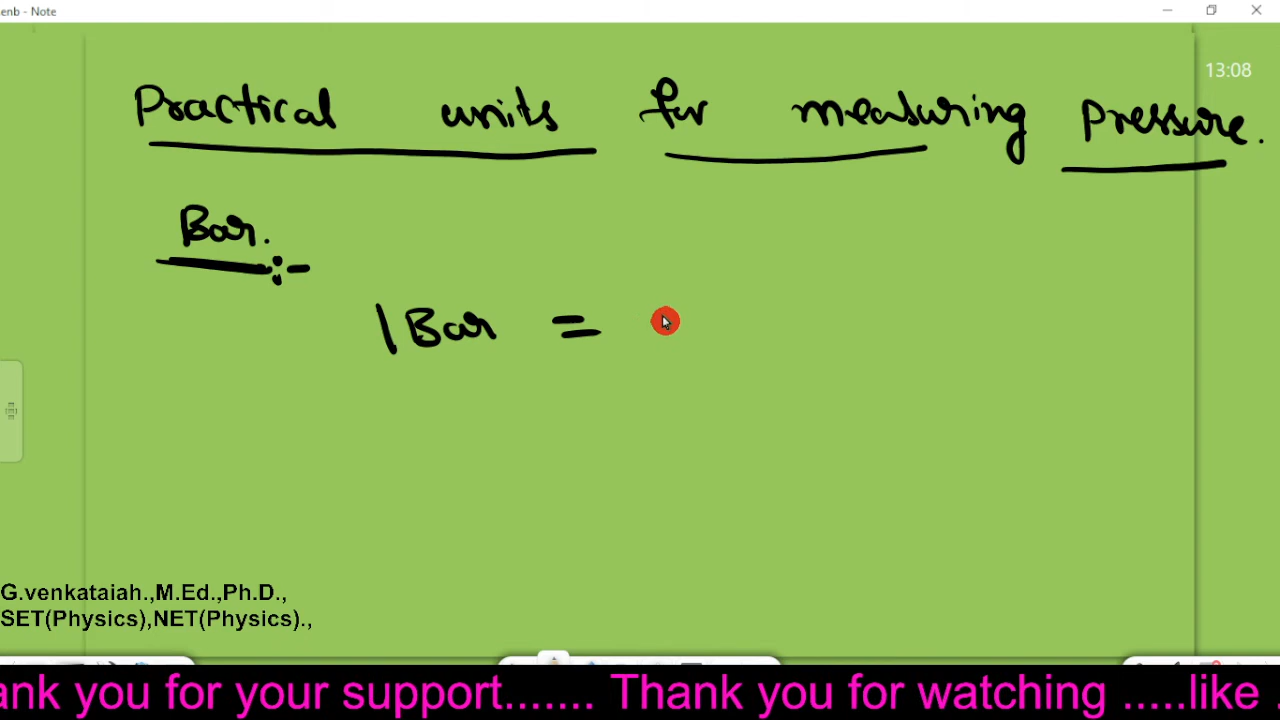 enb - Note
13:08
Practical units for measuring Pressure.
Bar. :-
1 Bar =
G.venkataiah.,M.Ed.,Ph.D.,
SET(Physics),NET(Physics).,
ank you for your support....... Thank you for watching .....like